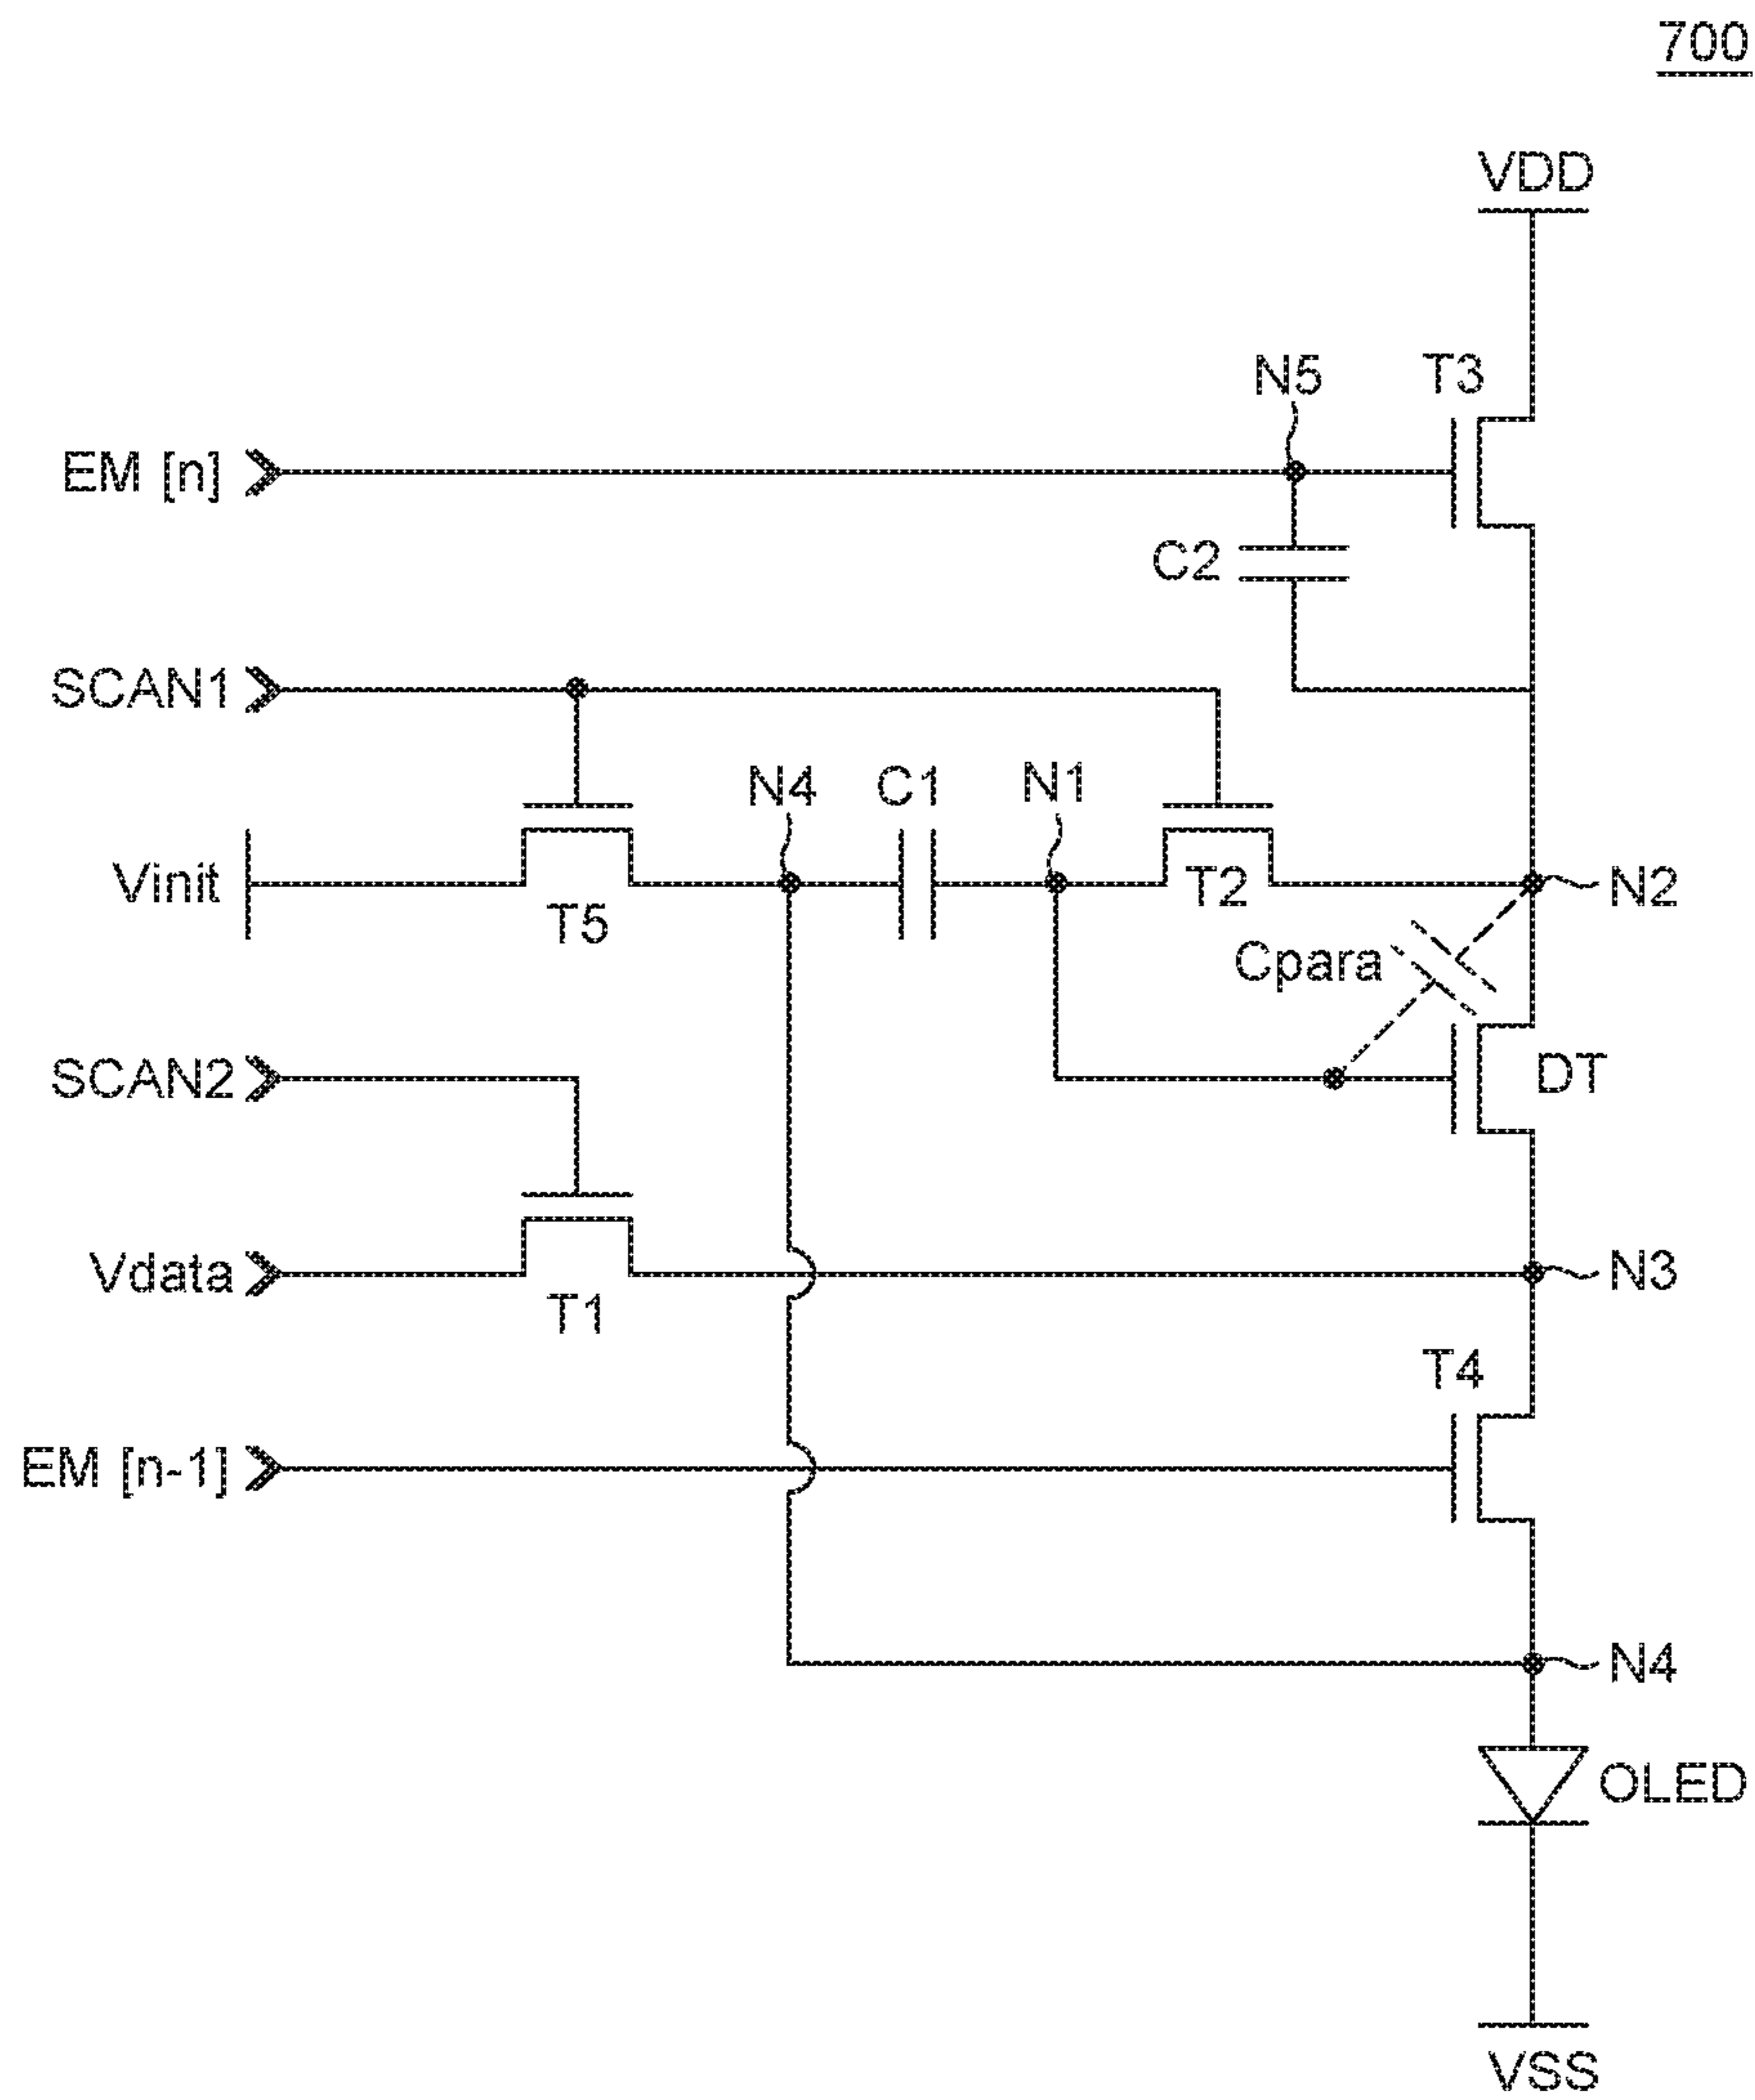 700
VDD
N5
T3
EM [n]
C2
SCAN1
N4
C1
N1
Vinit
T5
T2
N2
Cpara
SCAN2
DT
Vdata
T1
N3
T4
EM [n-1]
N4
OLED
VSS